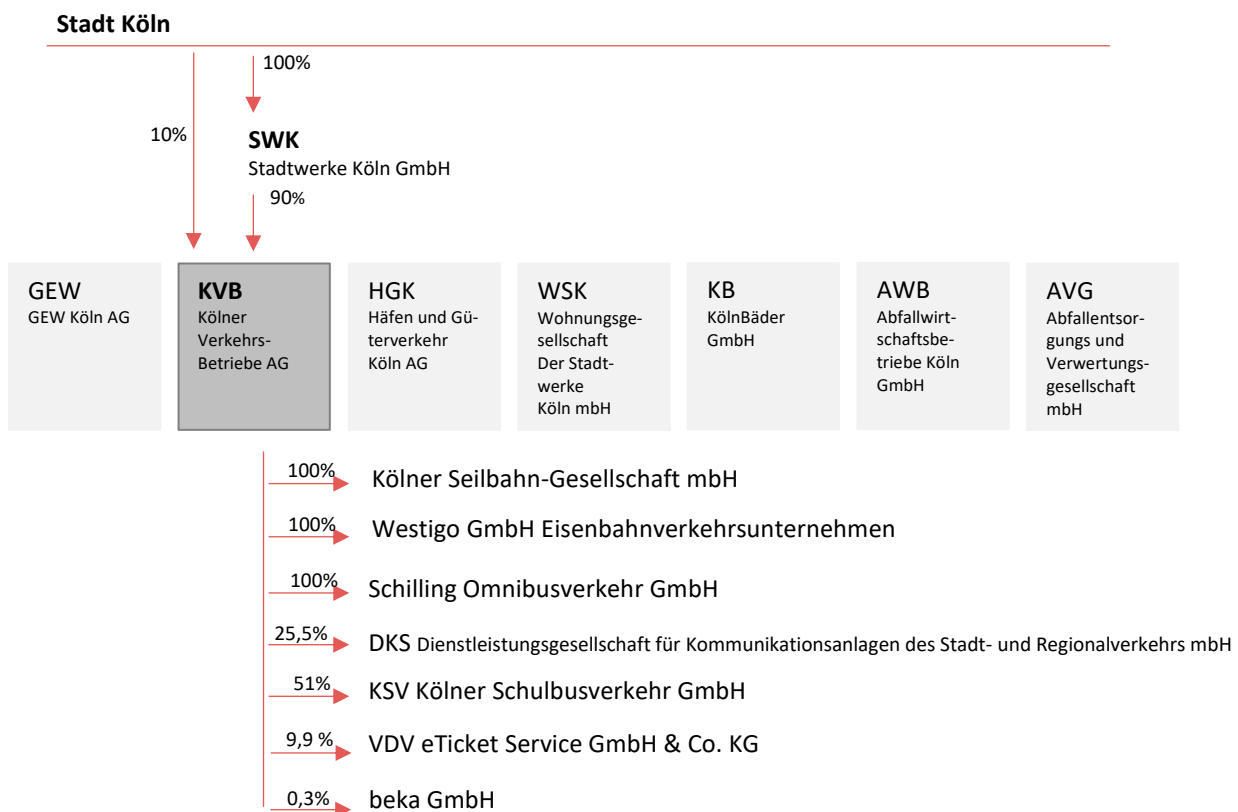 Stadt Köln
100%
10%
SWK
Stadtwerke Köln GmbH
90%
GEW
GEW Köln AG
KVB
Kölner
Verkehrs-
Betriebe AG
HGK
Häfen und Gü-
terverkehr
Köln AG
WSK
Wohnungsge-
sellschaft
Der Stadt-
werke
Köln mbH
KB
KölnBäder
GmbH
AWB
Abfallwirt-
schaftsbe-
triebe Köln
GmbH
AVG
Abfallentsor-
gungs und
Verwertungs-
gesellschaft
mbH
100% Kölner Seilbahn-Gesellschaft mbH
100% Westigo GmbH Eisenbahnverkehrsunternehmen
100% Schilling Omnibusverkehr GmbH
25,5% DKS Dienstleistungsgesellschaft für Kommunikationsanlagen des Stadt- und Regionalverkehrs mbH
51% KSV Kölner Schulbusverkehr GmbH
9,9 % VDV eTicket Service GmbH & Co. KG
0,3% beka GmbH